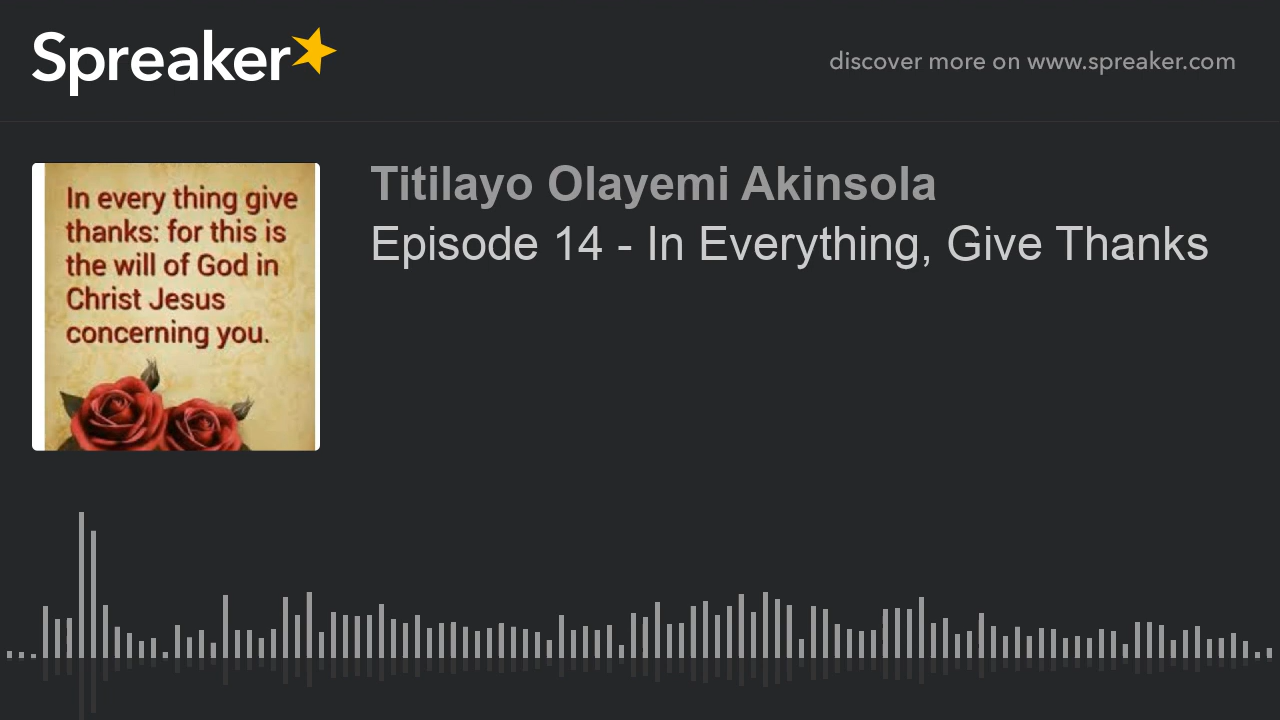 Spreaker
discover more on www.spreaker.com
In every thing give
thanks: for this is
the will of God in
Christ Jesus
concerning you.
Titilayo Olayemi Akinsola
Episode 14 - In Everything, Give Thanks